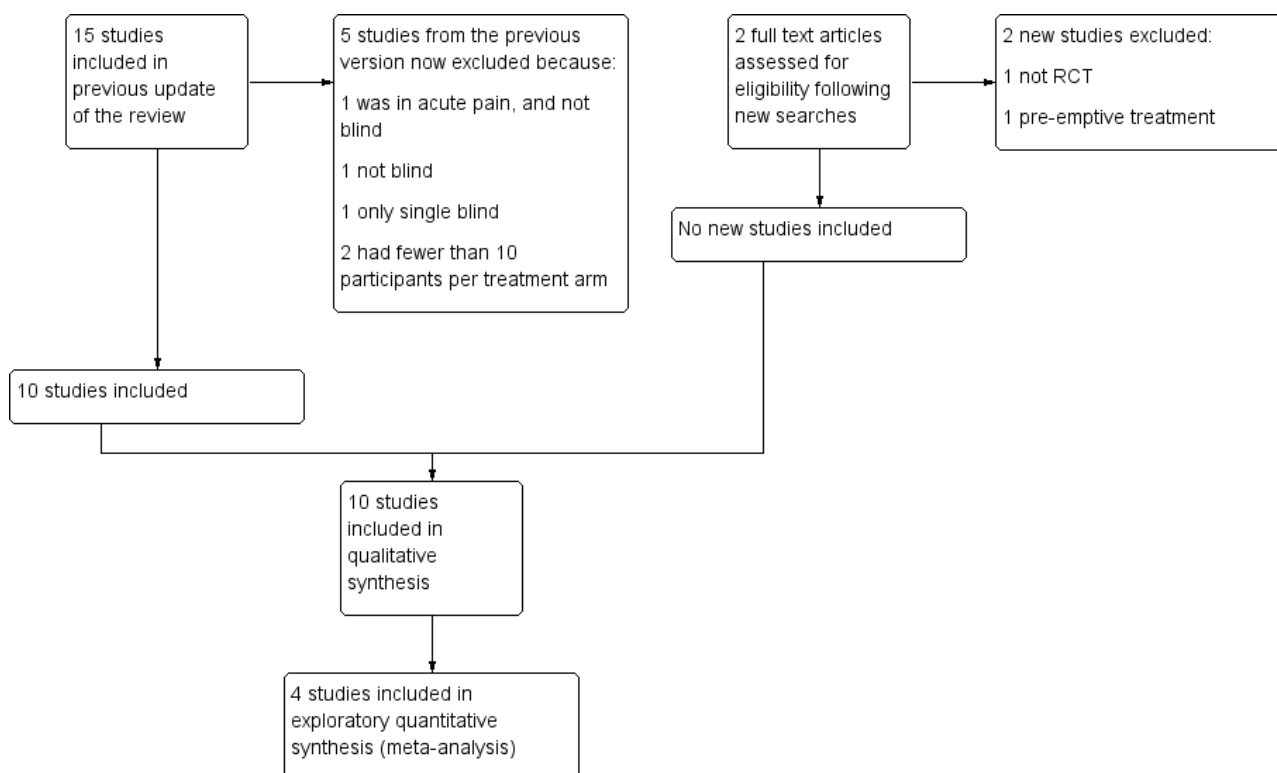 15 studies
included in
previous update
of the review
5 studies from the previous
version now excluded because:
1 was in acute pain, and not
blind
1 not blind
1 only single blind
2 had fewer than 10
participants per treatment arm
2 full text articles
assessed for
eligibility following
new searches
2 new studies excluded:
1 not RCT
1 pre-emptive treatment
No new studies included
10 studies included
10 studies
included in
qualitative
synthesis
4 studies included in
exploratory quantitative
synthesis (meta-analysis)